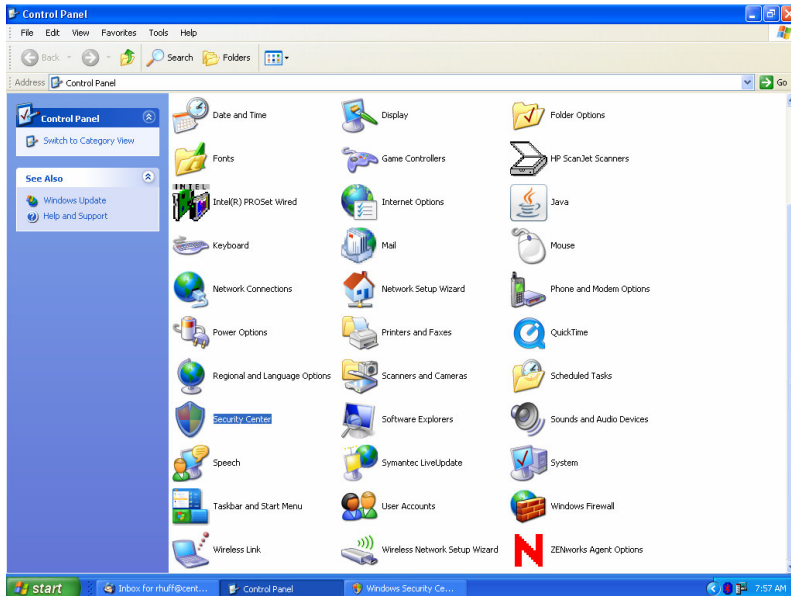 Control Panel
File Edit View Favorites Tools Help
Back Search Folders
Address Control Panel Go
Control Panel
Switch to Category View
See Also
Windows Update
Help and Support
Date and Time Display Folder Options
Fonts Game Controllers HP ScanJet Scanners
INTEL
Intel(R) PROSet Wired Internet Options Java
Keyboard Mail Mouse
Network Connections Network Setup Wizard Phone and Modem Options
Power Options Printers and Faxes QuickTime
Regional and Language Options Scanners and Cameras Scheduled Tasks
Security Center Software Explorers Sounds and Audio Devices
Speech Symantec LiveUpdate System
Taskbar and Start Menu User Accounts Windows Firewall
Wireless Link Wireless Network Setup Wizard N ZENworks Agent Options
start Inbox for rhuff@cent... Control Panel Windows Security Ce... 7:57 AM